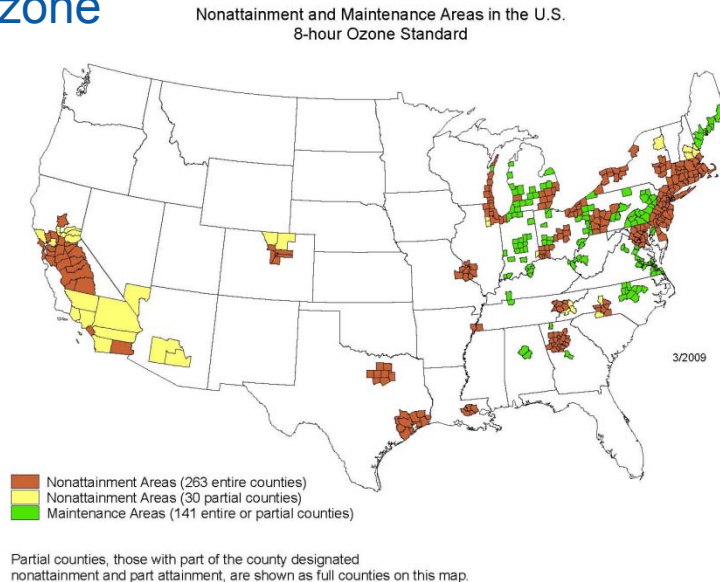 zone
Nonattainment and Maintenance Areas in the U.S.
8-hour Ozone Standard
3/2009
Nonattainment Areas (263 entire counties)
Nonattainment Areas (30 partial counties)
Maintenance Areas (141 entire or partial counties)
Partial counties, those with part of the county designated
nonattainment and part attainment, are shown as full counties on this map.